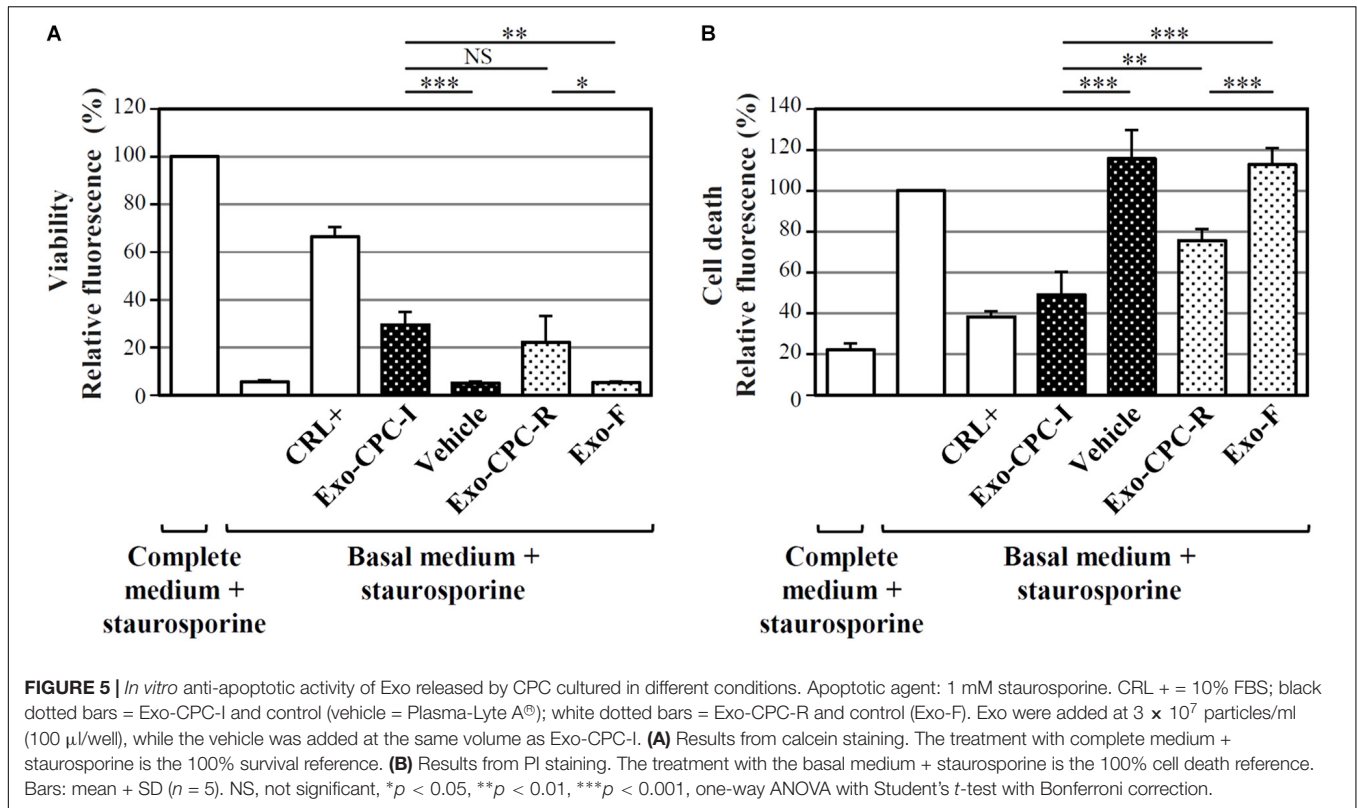 A
**
NS
***
*
Viability
Relative fluorescence (%)
120
100
80
60
40
20
0
CRL+
Exo-CPC-I
Vehicle
Exo-CPC-R
Exo-F
Complete
medium +
staurosporine
Basal medium +
staurosporine
B
***
**
***
***
Cell death
Relative fluorescence (%)
140
120
100
80
60
40
20
0
CRL+
Exo-CPC-I
Vehicle
Exo-CPC-R
Exo-F
Complete
medium +
staurosporine
Basal medium +
staurosporine
FIGURE 5 | In vitro anti-apoptotic activity of Exo released by CPC cultured in different conditions. Apoptotic agent: 1 mM staurosporine. CRL + = 10% FBS; black
dotted bars = Exo-CPC-I and control (vehicle = Plasma-Lyte A®); white dotted bars = Exo-CPC-R and control (Exo-F). Exo were added at 3 x 10⁷ particles/ml
(100 μl/well), while the vehicle was added at the same volume as Exo-CPC-I. (A) Results from calcein staining. The treatment with complete medium +
staurosporine is the 100% survival reference. (B) Results from PI staining. The treatment with the basal medium + staurosporine is the 100% cell death reference.
Bars: mean + SD (n = 5). NS, not significant, *p < 0.05, **p < 0.01, ***p < 0.001, one-way ANOVA with Student's t-test with Bonferroni correction.